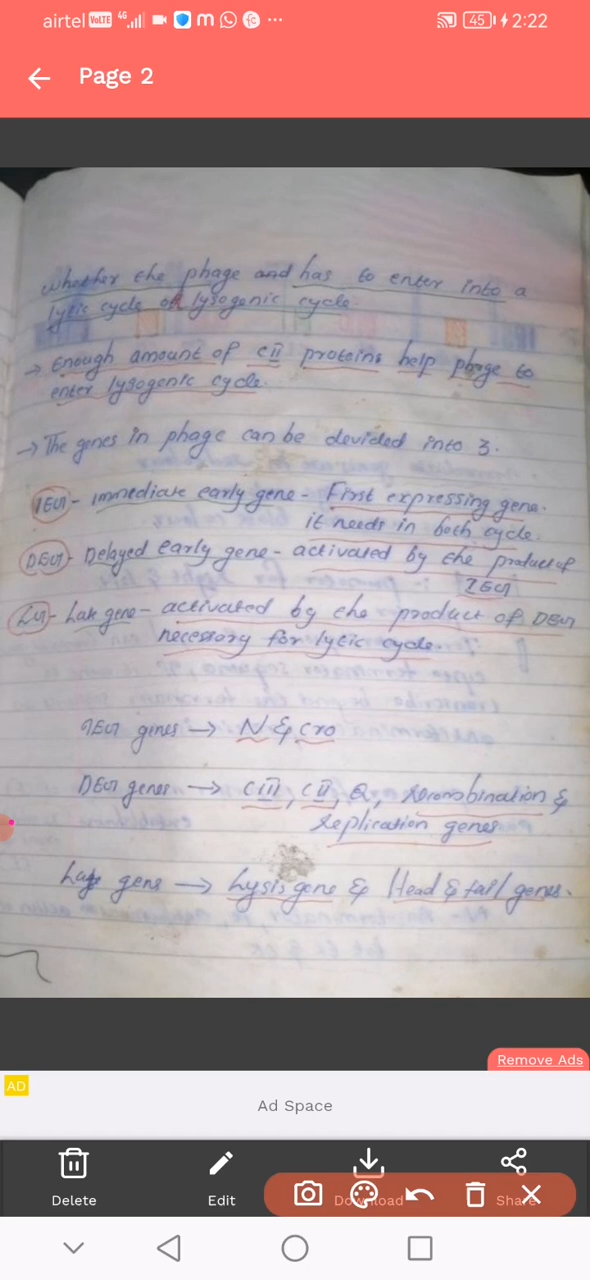 airtel VoLTE 4G m fc ... 45 2:22
Page 2
whether the phage and has to enter into a
lytic cycle or lysogenic cycle.
→ Enough amount of cII proteins help phage to
enter lysogenic cycle.
→ The genes in phage can be devided into 3.
IEG - immediate early gene - First expressing gene.
it needs in both cycle.
DEG - Delayed early gene - activated by the product of
IEG
LG - Late gene - activated by the product of DEG
necessary for lytic cycle.
IEG genes → N & Cro
DEG genes → CIII, CII, Q, recombination &
replication genes
Late gene → Lysis gene & Head & tail genes.
Remove Ads
AD
Ad Space
Delete Edit Download Share